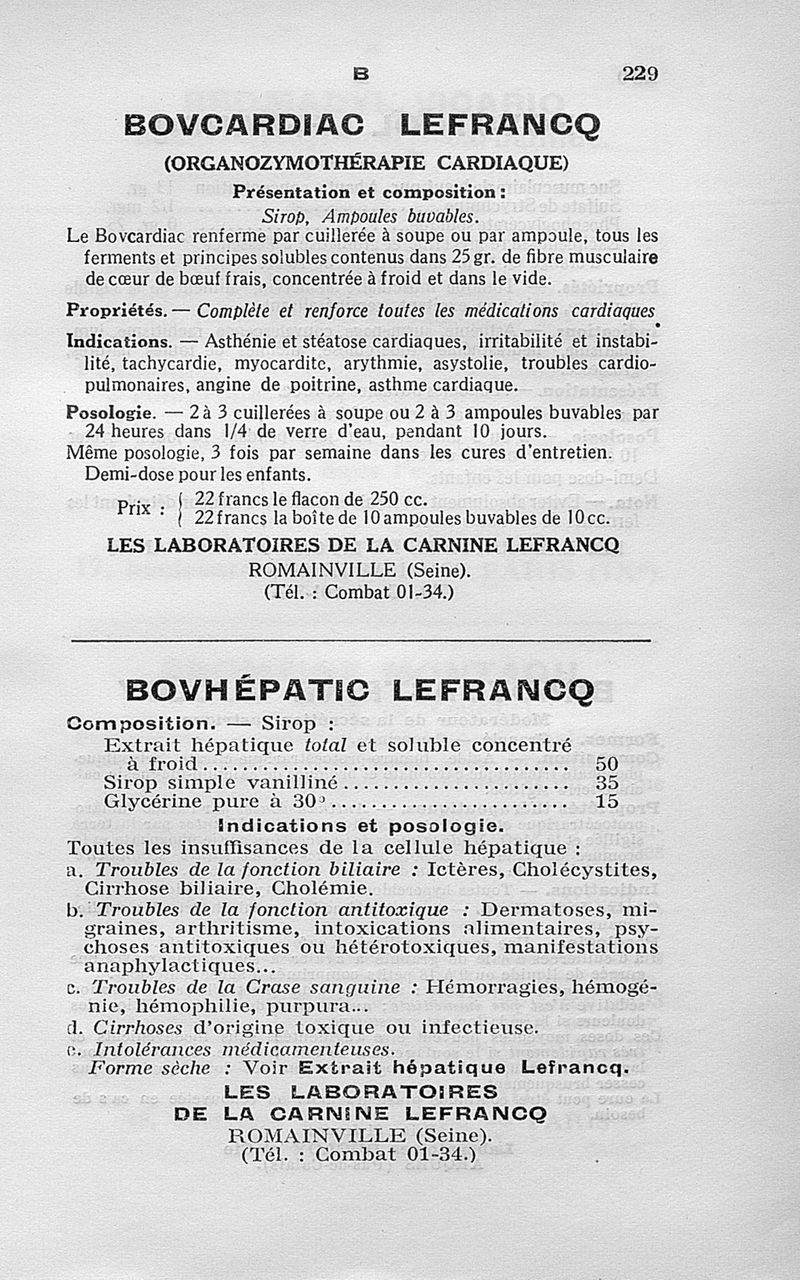 B 229
BOVCARDIAC LEFRANCQ
(ORGANOZYMOTHÉRAPIE CARDIAQUE)
Présentation et composition :
Sirop, Ampoules buvables.
Le Bovcardiac renferme par cuillerée à soupe ou par ampoule, tous les
ferments et principes solubles contenus dans 25 gr. de fibre musculaire
de cœur de bœuf frais, concentrée à froid et dans le vide.
Propriétés. — Complète et renforce toutes les médications cardiaques.
Indications. — Asthénie et stéatose cardiaques, irritabilité et instabi-
lité, tachycardie, myocardite, arythmie, asystolie, troubles cardio-
pulmonaires, angine de poitrine, asthme cardiaque.
Posologie. — 2 à 3 cuillerées à soupe ou 2 à 3 ampoules buvables par
24 heures dans 1/4 de verre d'eau, pendant 10 jours.
Même posologie, 3 fois par semaine dans les cures d'entretien.
Demi-dose pour les enfants.
Prix : { 22 francs le flacon de 250 cc.
22 francs la boîte de 10 ampoules buvables de 10 cc.
LES LABORATOIRES DE LA CARNINE LEFRANCQ
ROMAINVILLE (Seine).
(Tél. : Combat 01-34.)
BOVHÉPATIC LEFRANCQ
Composition. — Sirop :
Extrait hépatique total et soluble concentré
à froid ........................................ 50
Sirop simple vanilliné ........................ 35
Glycérine pure à 30° ......................... 15
Indications et posologie.
Toutes les insuffisances de la cellule hépatique :
a. Troubles de la fonction biliaire : Ictères, Cholécystites,
Cirrhose biliaire, Cholémie.
b. Troubles de la fonction antitoxique : Dermatoses, mi-
graines, arthritisme, intoxications alimentaires, psy-
choses antitoxiques ou hétérotoxiques, manifestations
anaphylactiques...
c. Troubles de la Crase sanguine : Hémorragies, hémogé-
nie, hémophilie, purpura...
d. Cirrhoses d'origine toxique ou infectieuse.
e. Intolérances médicamenteuses.
Forme sèche : Voir Extrait hépatique Lefrancq.
LES LABORATOIRES
DE LA CARNINE LEFRANCQ
ROMAINVILLE (Seine).
(Tél. : Combat 01-34.)